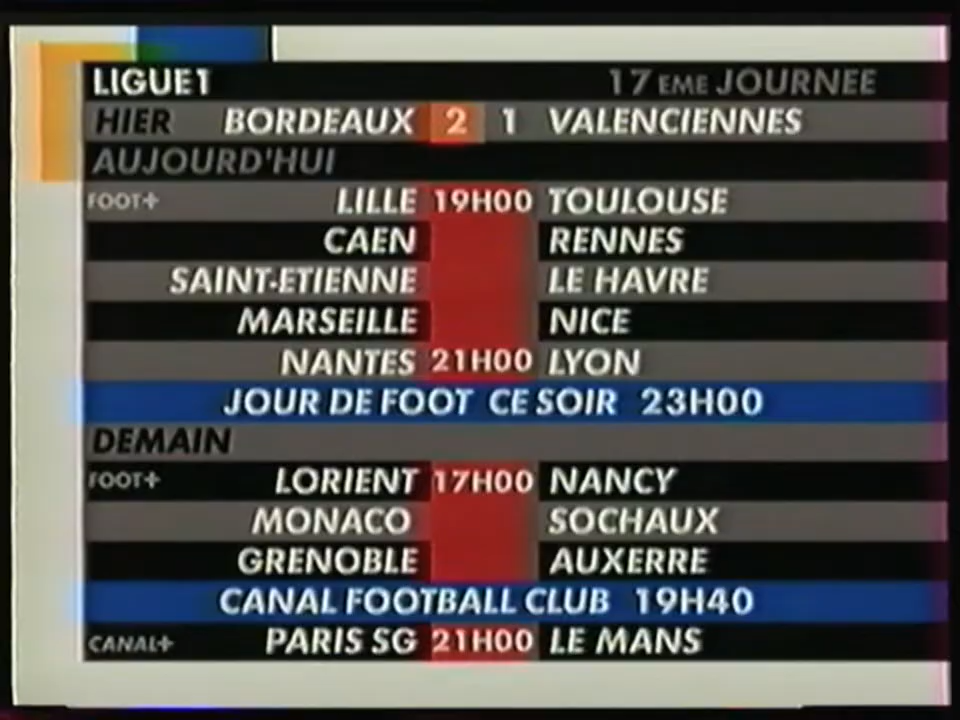 LIGUE1 17EME JOURNEE
HIER BORDEAUX 2 1 VALENCIENNES
AUJOURD'HUI
FOOT+ LILLE 19H00 TOULOUSE
CAEN RENNES
SAINT-ETIENNE LE HAVRE
MARSEILLE NICE
NANTES 21H00 LYON
JOUR DE FOOT CE SOIR 23H00
DEMAIN
FOOT+ LORIENT 17H00 NANCY
MONACO SOCHAUX
GRENOBLE AUXERRE
CANAL FOOTBALL CLUB 19H40
CANAL+ PARIS SG 21H00 LE MANS